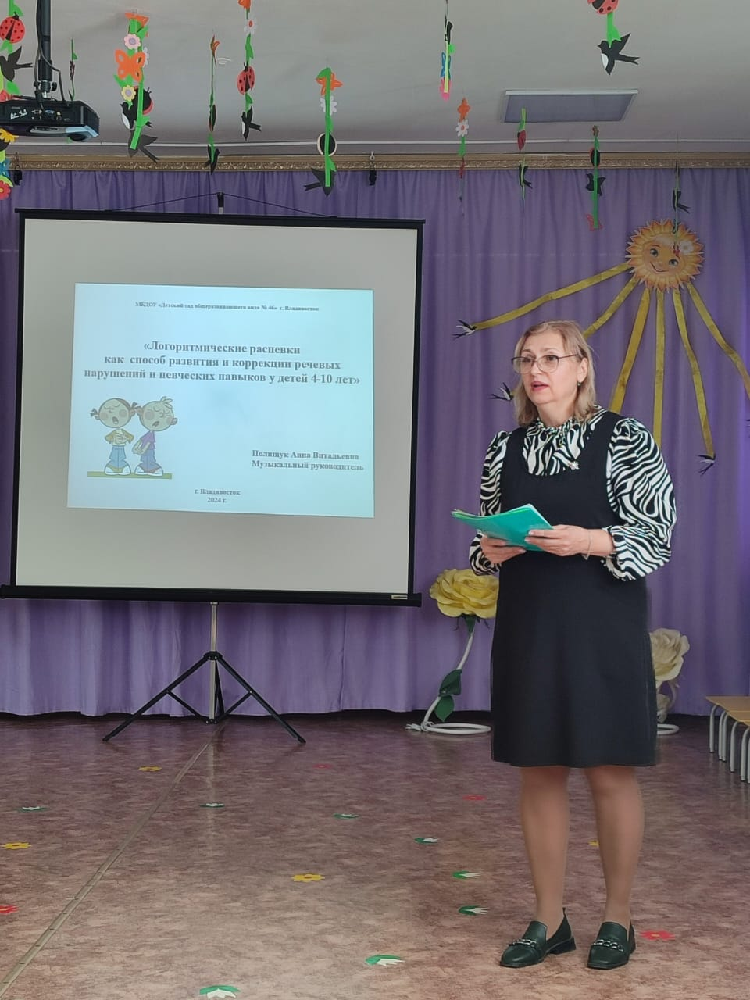 МБДОУ «Детский сад общеразвивающего вида № 46» г. Владивосток
«Логоритмические распевки
как способ развития и коррекции речевых
нарушений и певческих навыков у детей 4-10 лет»
Полищук Анна Витальевна
Музыкальный руководитель
г. Владивосток
2024 г.